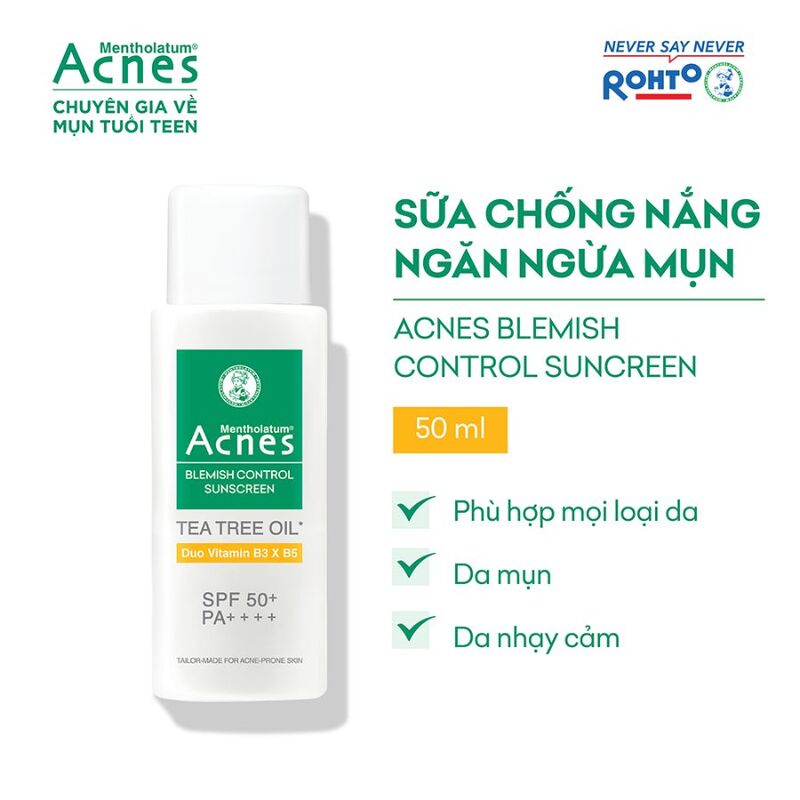 Mentholatum®
Acnes
CHUYÊN GIA VỀ
MỤN TUỔI TEEN
NEVER SAY NEVER
ROHTO
SỮA CHỐNG NẮNG
NGĂN NGỪA MỤN
ACNES BLEMISH
CONTROL SUNCREEN
50 ml
Phù hợp mọi loại da
Da mụn
Da nhạy cảm
Mentholatum®
Acnes
BLEMISH CONTROL
SUNSCREEN
TEA TREE OIL*
Duo Vitamin B3 X B5
SPF 50+
PA++++
TAILOR-MADE FOR ACNE-PRONE SKIN